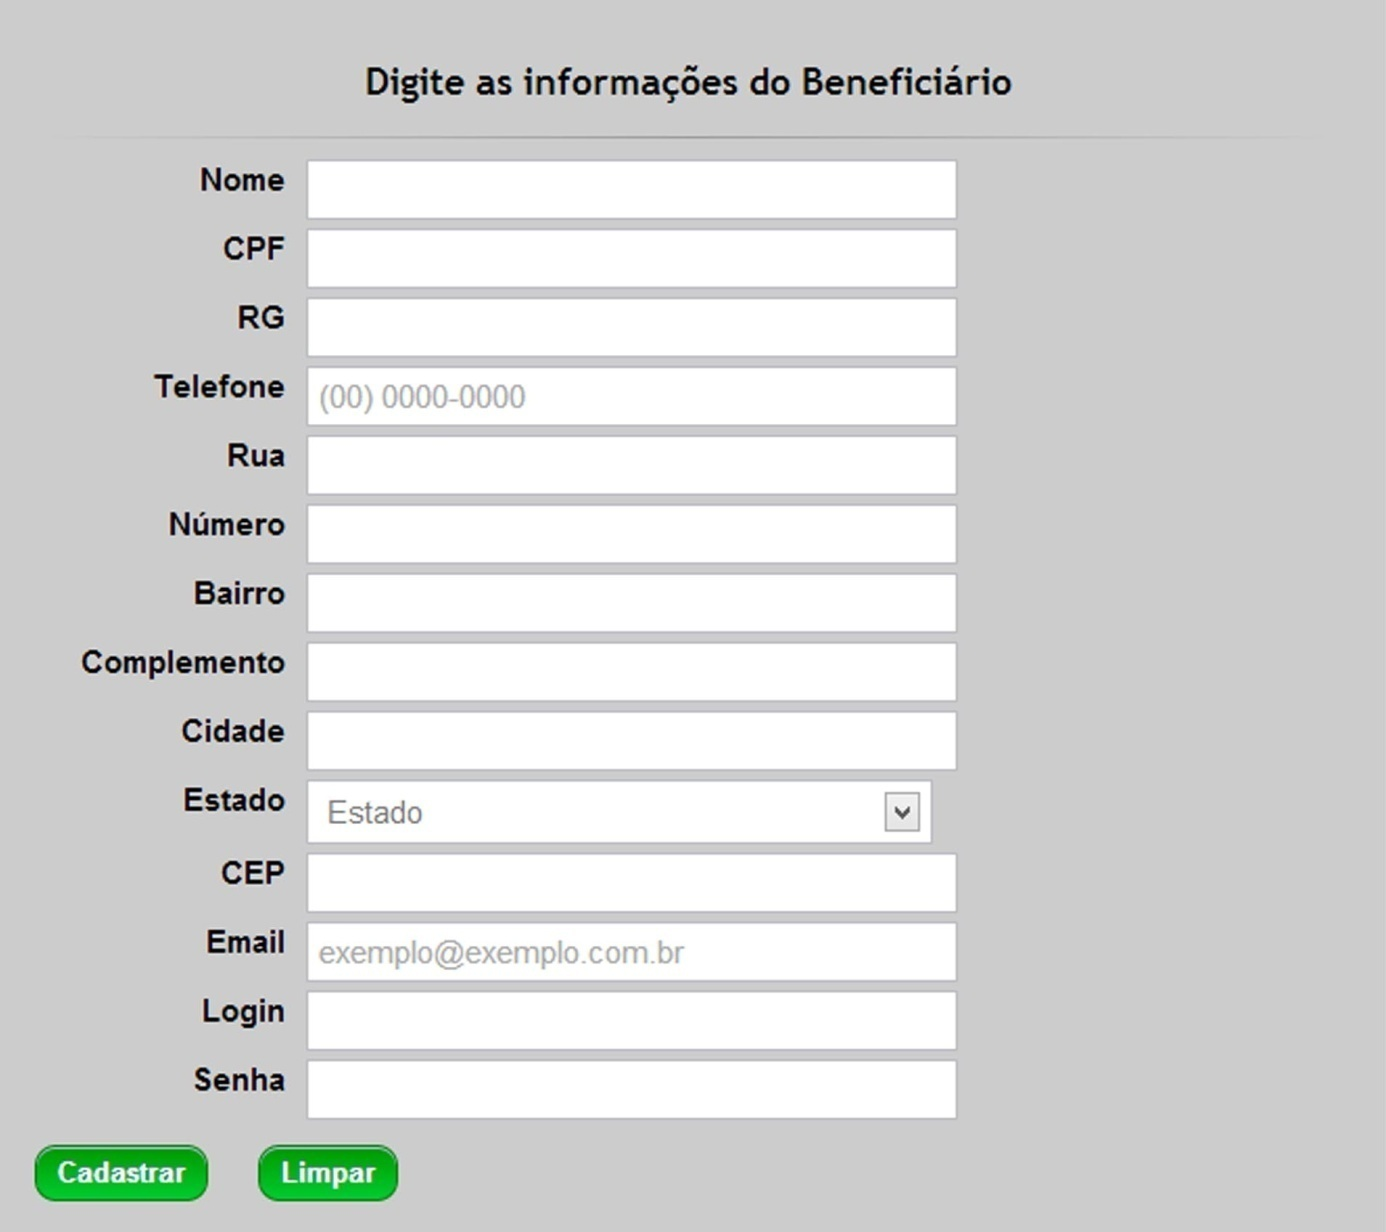 Digite as informações do Beneficiário
Nome
CPF
RG
Telefone (00) 0000-0000
Rua
Número
Bairro
Complemento
Cidade
Estado Estado
CEP
Email exemplo@exemplo.com.br
Login
Senha
Cadastrar Limpar